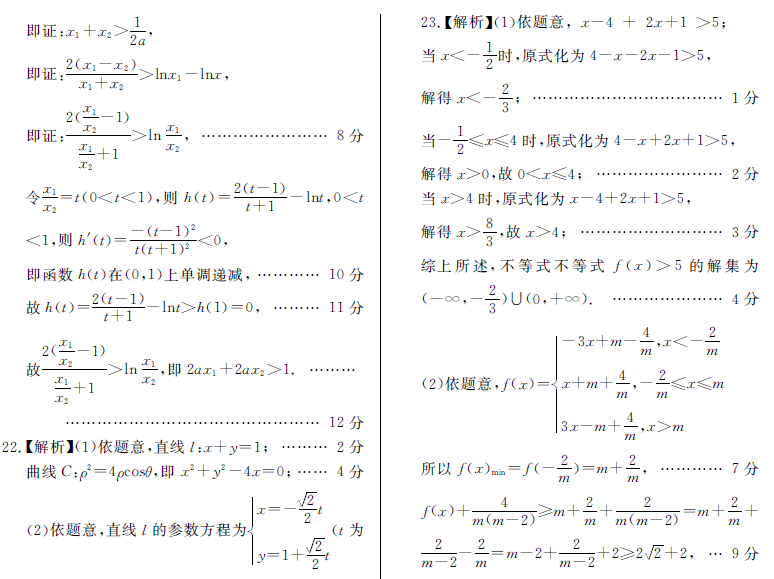 即证:x₁+x₂>1/(2a),
即证:2(x₁-x₂)/(x₁+x₂)>lnx₁-lnx,
即证:2(x₁/x₂-1)/(x₁/x₂+1)>ln x₁/x₂, …………………… 8 分
令x₁/x₂=t(0<t<1),则 h(t)=2(t-1)/(t+1)-lnt,0<t
<1,则 h′(t)=-(t-1)²/(t(t+1)²)<0,
即函数 h(t)在(0,1)上单调递减, ………… 10 分
故 h(t)=2(t-1)/(t+1)-lnt>h(1)=0, ……… 11 分
故2(x₁/x₂-1)/(x₁/x₂+1)>ln x₁/x₂,即 2ax₁+2ax₂>1. ………
………………………………………… 12 分
22.【解析】(1)依题意,直线 l:x+y=1; ……… 2 分
曲线 C:ρ²=4ρcosθ,即 x²+y²-4x=0; …… 4 分
(2)依题意,直线 l 的参数方程为{x=-√2/2 t
y=1+√2/2 t (t 为
23.【解析】(1)依题意, x-4 + 2x+1 >5;
当 x<-1/2时,原式化为 4-x-2x-1>5,
解得 x<-2/3; ……………………………… 1 分
当-1/2≤x≤4 时,原式化为 4-x+2x+1>5,
解得 x>0,故 0<x≤4; …………………… 2 分
当 x>4 时,原式化为 x-4+2x+1>5,
解得 x>8/3,故 x>4; ……………………… 3 分
综上所述,不等式不等式 f(x)>5 的解集为
(-∞,-2/3)∪(0,+∞). ………………… 4 分
(2)依题意,f(x)={-3x+m-4/m,x<-2/m
x+m+4/m,-2/m≤x≤m
3x-m+4/m,x>m
所以 f(x)min=f(-2/m)=m+2/m, ………… 7 分
f(x)+4/(m(m-2))≥m+2/m+2/(m(m-2))=m+2/m+
2/(m-2)-2/m=m-2+2/(m-2)+2≥2√2+2, … 9 分